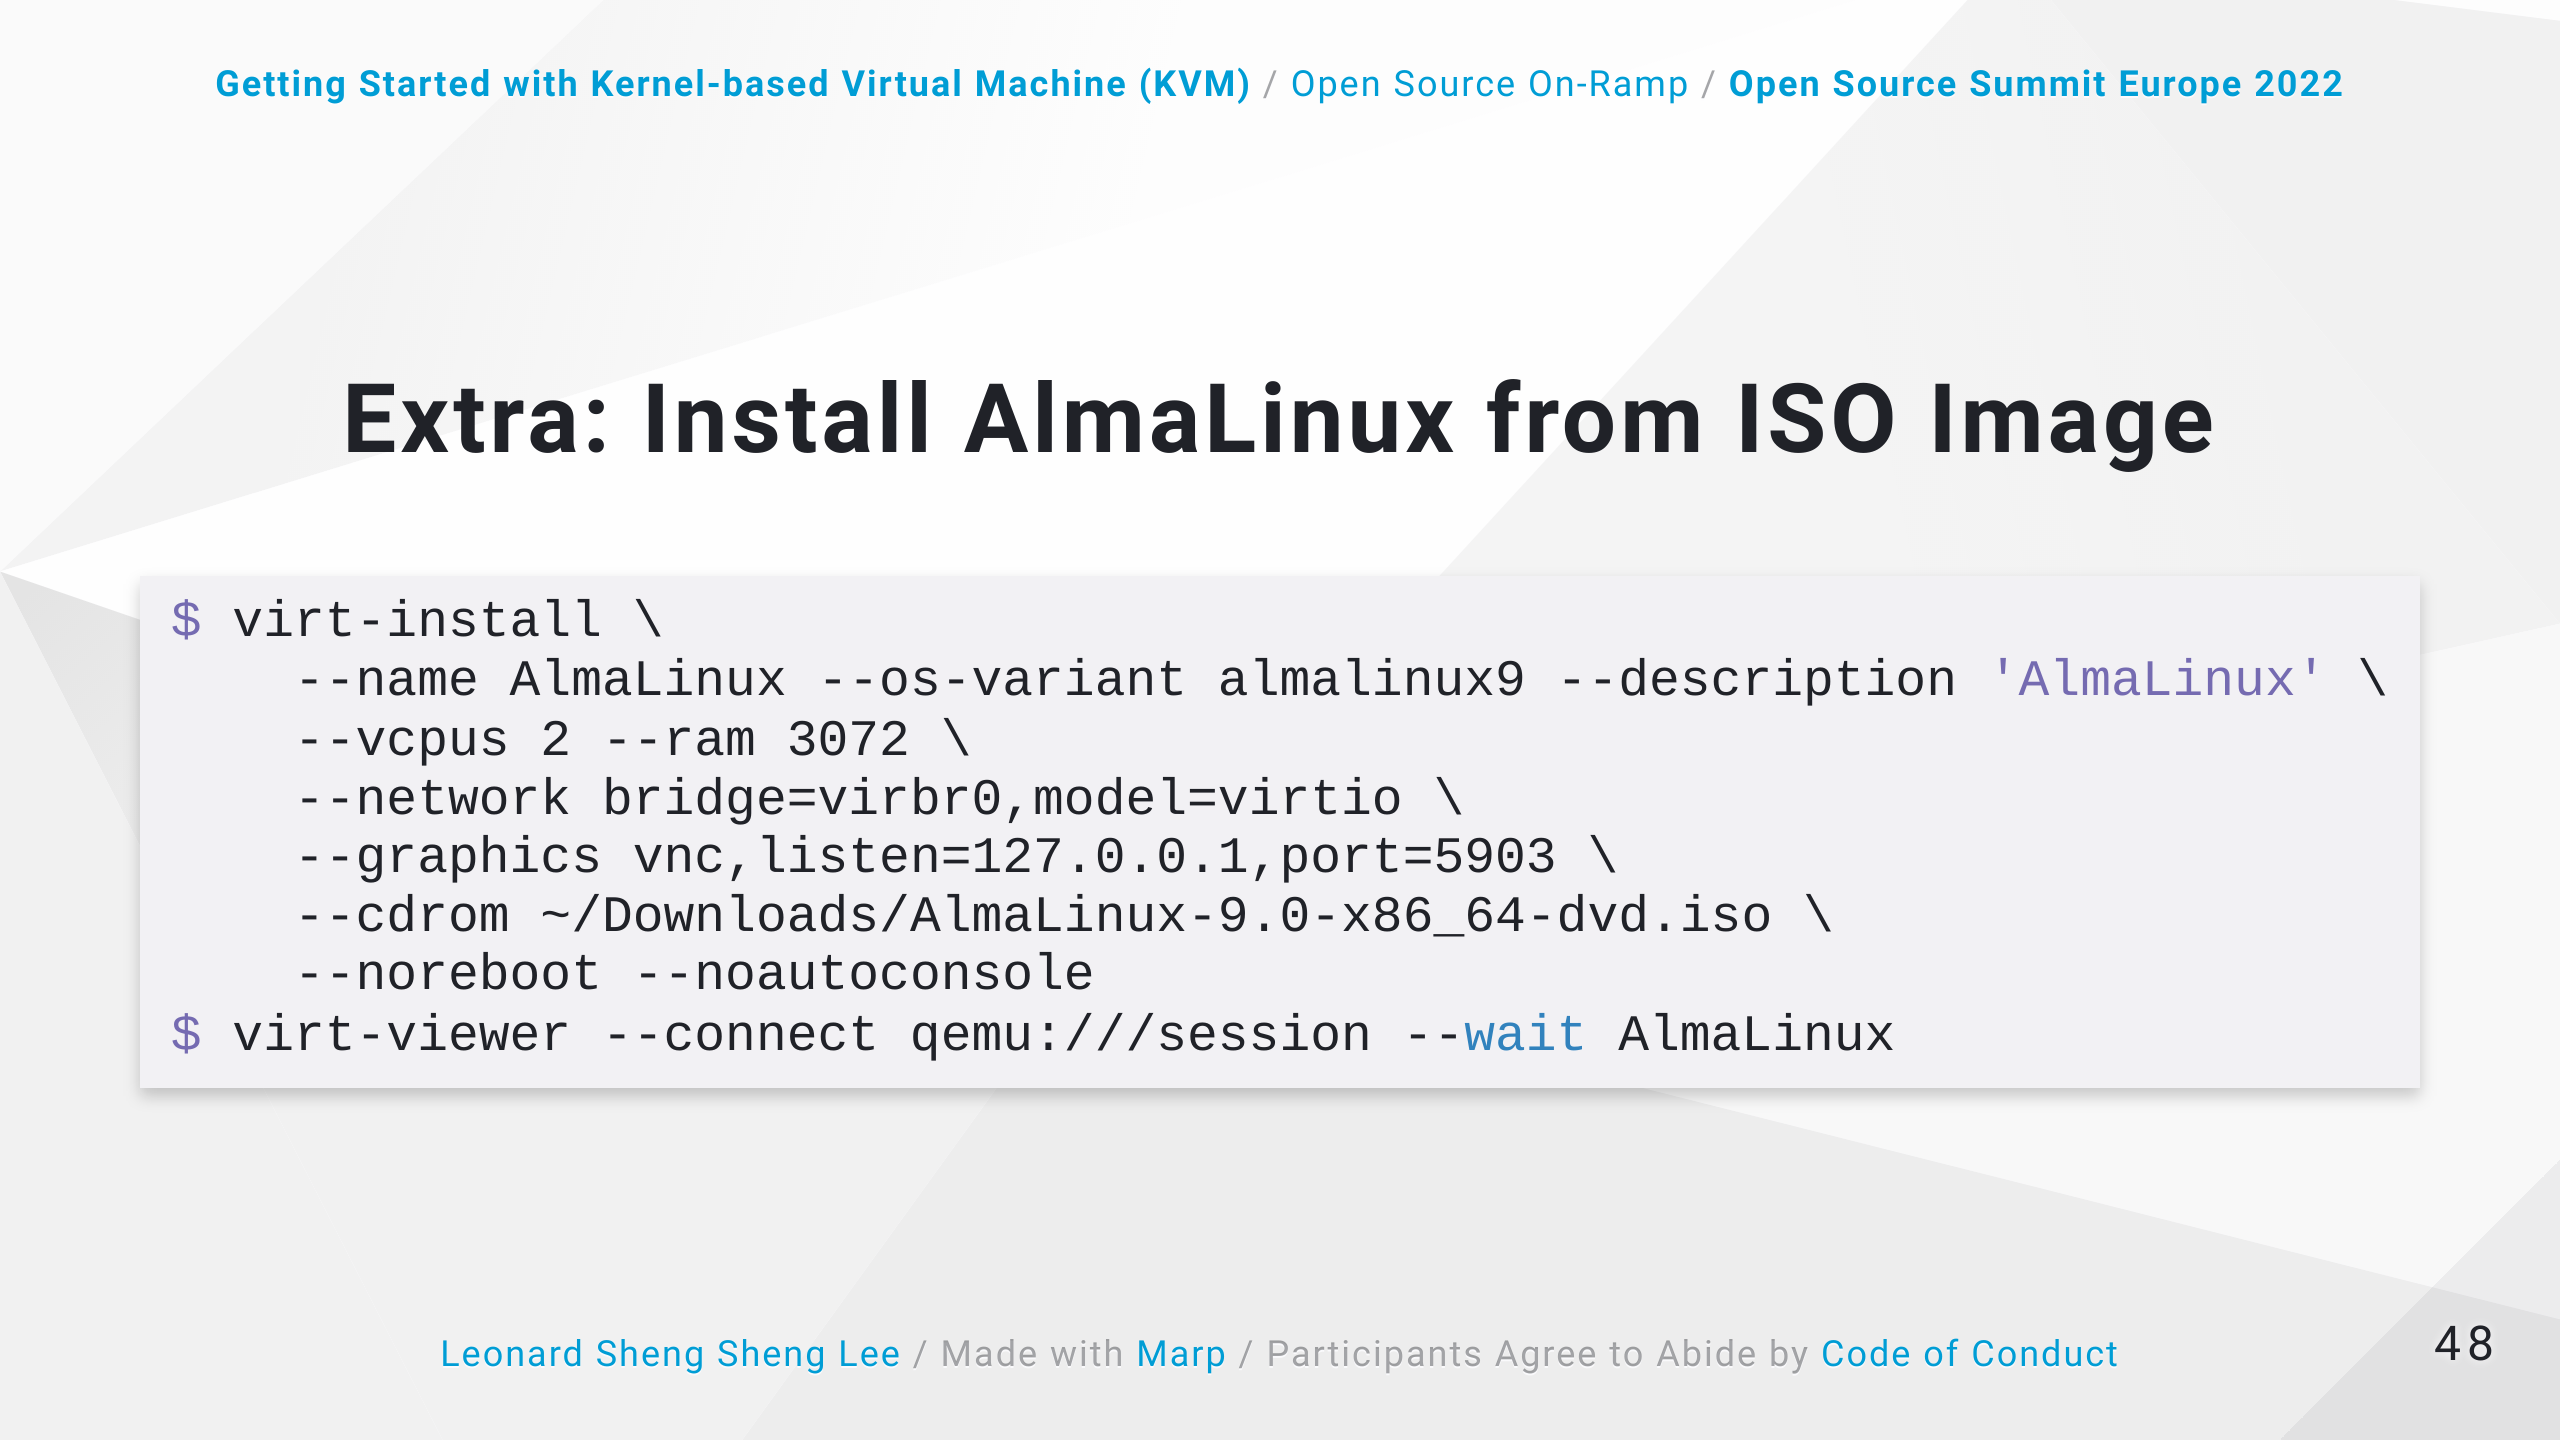 Getting Started with Kernel-based Virtual Machine (KVM) / Open Source On-Ramp / Open Source Summit Europe 2022
Extra: Install AlmaLinux from ISO Image
$ virt-install \
    --name AlmaLinux --os-variant almalinux9 --description 'AlmaLinux' \
    --vcpus 2 --ram 3072 \
    --network bridge=virbr0,model=virtio \
    --graphics vnc,listen=127.0.0.1,port=5903 \
    --cdrom ~/Downloads/AlmaLinux-9.0-x86_64-dvd.iso \
    --noreboot --noautoconsole
$ virt-viewer --connect qemu:///session --wait AlmaLinux
Leonard Sheng Sheng Lee / Made with Marp / Participants Agree to Abide by Code of Conduct
48